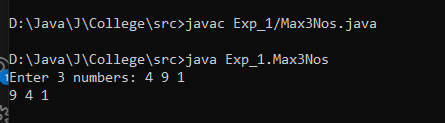 D:\Java\J\College\src>javac Exp_1/Max3Nos.java
D:\Java\J\College\src>java Exp_1.Max3Nos
Enter 3 numbers: 4 9 1
9 4 1